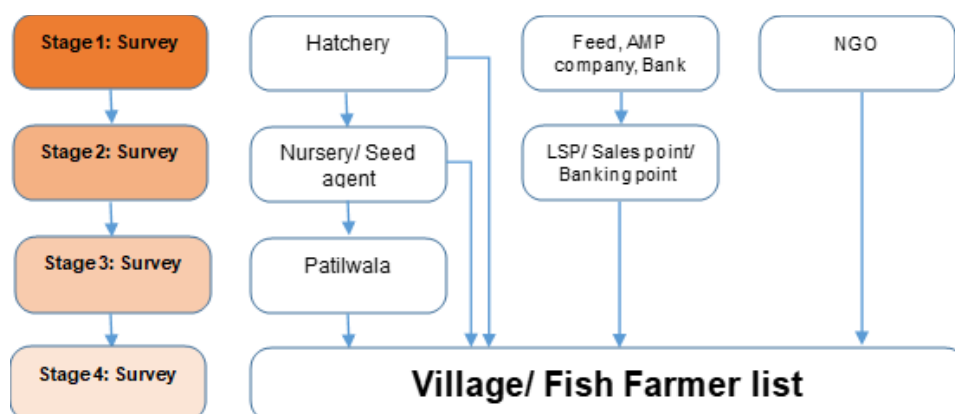 Stage 1: Survey
Hatchery
Feed, AMP
company, Bank
NGO
Stage 2: Survey
Nursery/ Seed
agent
LSP/ Sales point/
Banking point
Stage 3: Survey
Patilwala
Stage 4: Survey
Village/ Fish Farmer list